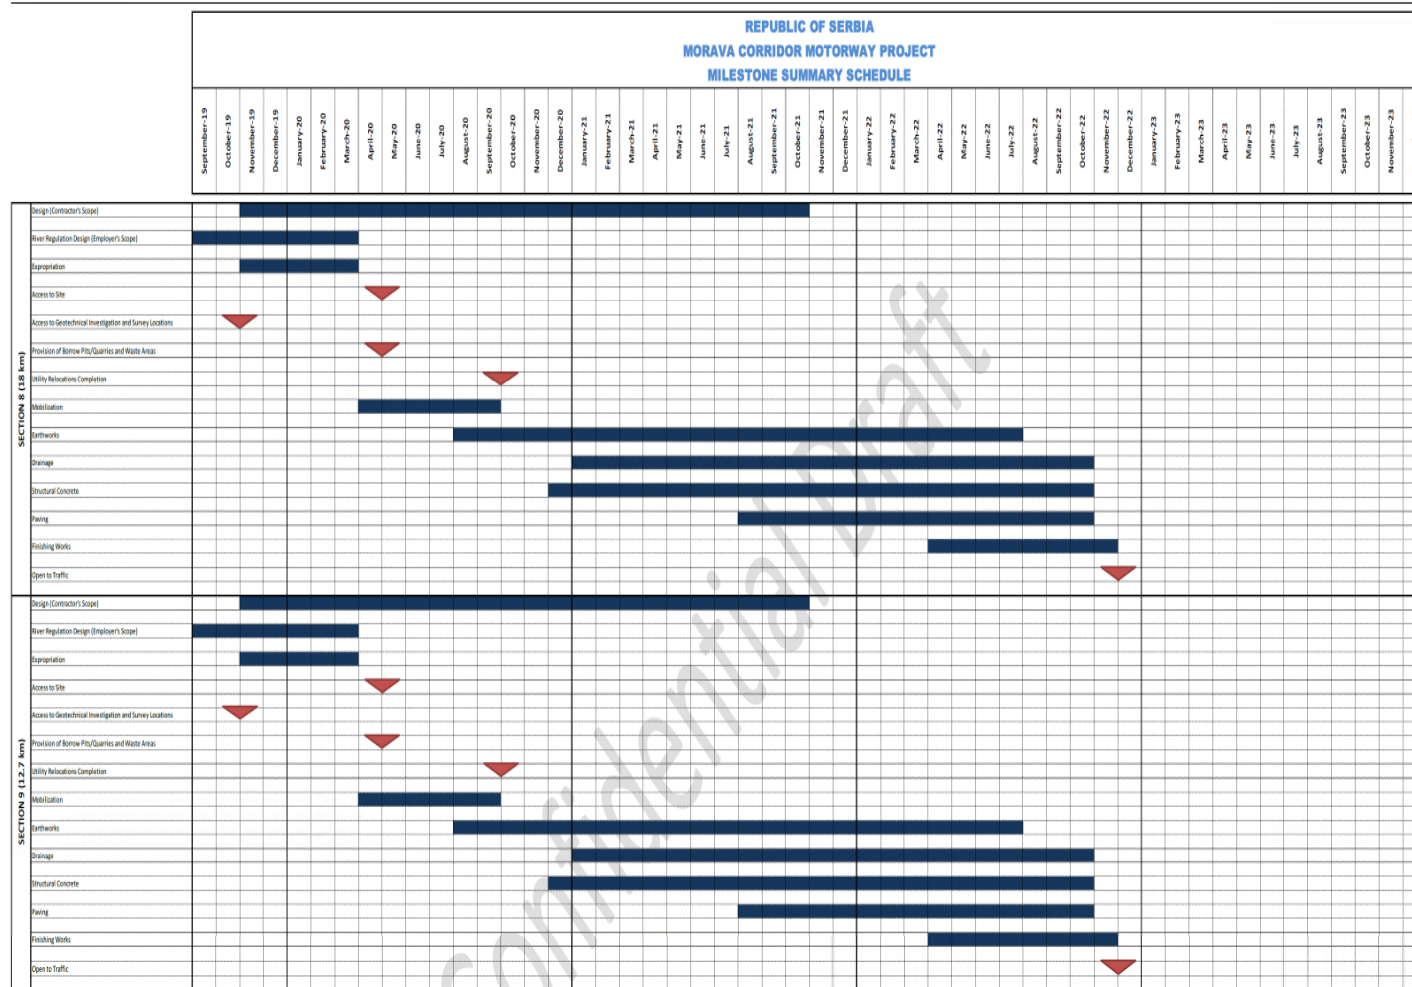 REPUBLIC OF SERBIA
MORAVA CORRIDOR MOTORWAY PROJECT
MILESTONE SUMMARY SCHEDULE
September-19
October-19
November-19
December-19
January-20
February-20
March-20
April-20
May-20
June-20
July-20
August-20
September-20
October-20
November-20
December-20
January-21
February-21
March-21
April-21
May-21
June-21
July-21
August-21
September-21
October-21
November-21
December-21
January-22
February-22
March-22
April-22
May-22
June-22
July-22
August-22
September-22
October-22
November-22
December-22
January-23
February-23
March-23
April-23
May-23
June-23
July-23
August-23
September-23
October-23
November-23
SECTION 8 (18 km)
Design (Contractor's Scope)
River Regulation Design (Employer's Scope)
Expropriation
Access to Site
Access to Geotechnical Investigation and Survey Locations
Provision of Borrow Pits/Quarries and Waste Areas
Utility Relocations Completion
Mobilization
Earthworks
Drainage
Structural Concrete
Paving
Finishing Works
Open to Traffic
SECTION 9 (12.7 km)
Design (Contractor's Scope)
River Regulation Design (Employer's Scope)
Expropriation
Access to Site
Access to Geotechnical Investigation and Survey Locations
Provision of Borrow Pits/Quarries and Waste Areas
Utility Relocations Completion
Mobilization
Earthworks
Drainage
Structural Concrete
Paving
Finishing Works
Open to Traffic
Confidential Draft